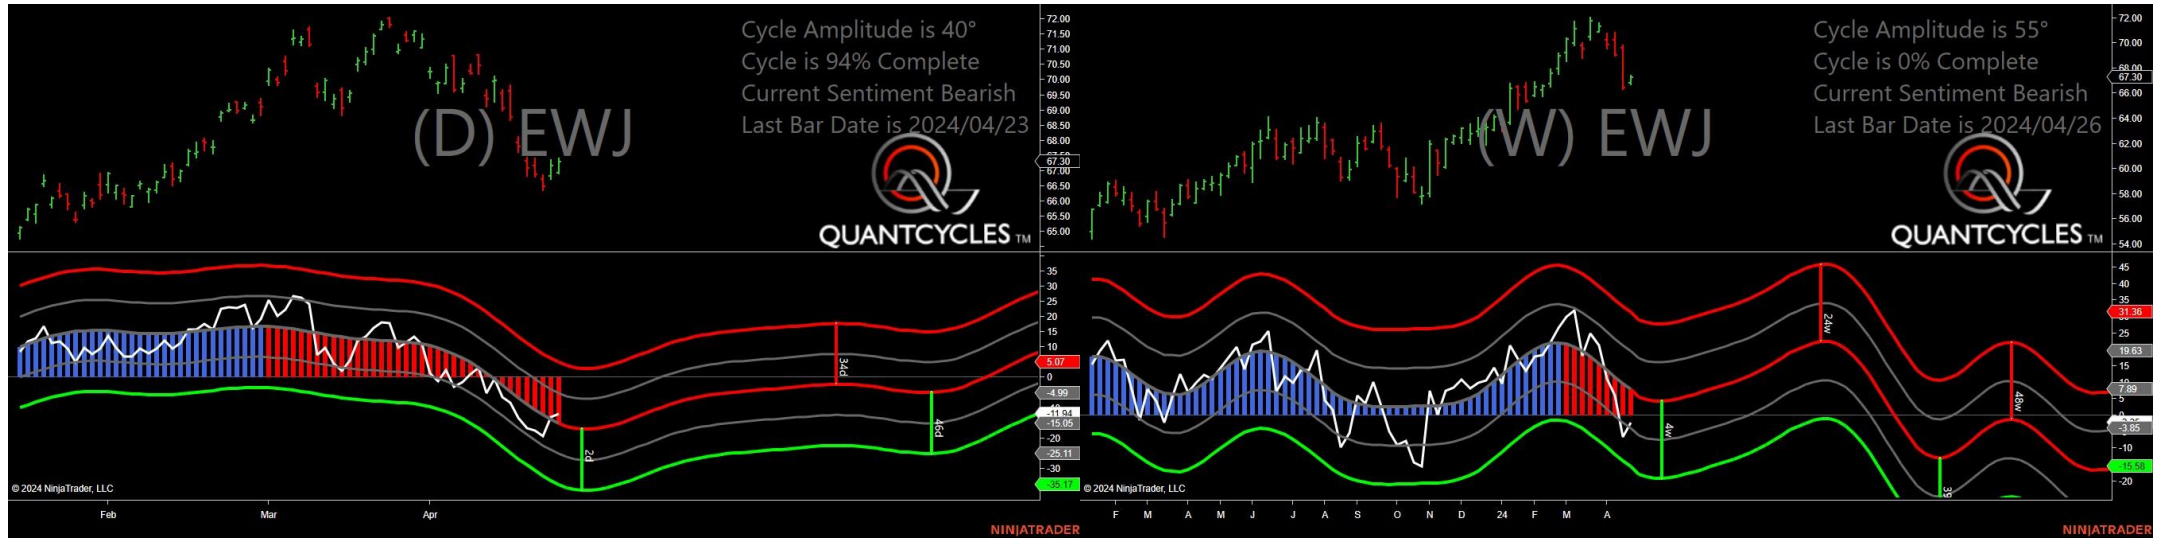 Cycle Amplitude is 40°
Cycle is 94% Complete
Current Sentiment Bearish
Last Bar Date is 2024/04/23
(D) EWJ
QUANTCYCLES TM
72.00
71.50
71.00
70.50
70.00
69.50
69.00
68.50
68.00
67.30
67.00
66.50
66.00
65.50
65.00
35
30
25
20
15
10
5.07
0
-4.99
-11.94
-15.05
-20
-25.11
-30
-35.17
34d
46d
2d
© 2024 NinjaTrader, LLC
Feb Mar Apr
NINJATRADER
Cycle Amplitude is 55°
Cycle is 0% Complete
Current Sentiment Bearish
Last Bar Date is 2024/04/26
(W) EWJ
QUANTCYCLES TM
72.00
70.00
68.00
67.30
66.00
64.00
62.00
60.00
58.00
56.00
54.00
45
40
35
31.36
25
19.63
15
7.89
5
0
-3.85
-10
-15.58
-20
24w
48w
4w
39
© 2024 NinjaTrader, LLC
F M A M J J A S O N D 24 F M A
NINJATRADER